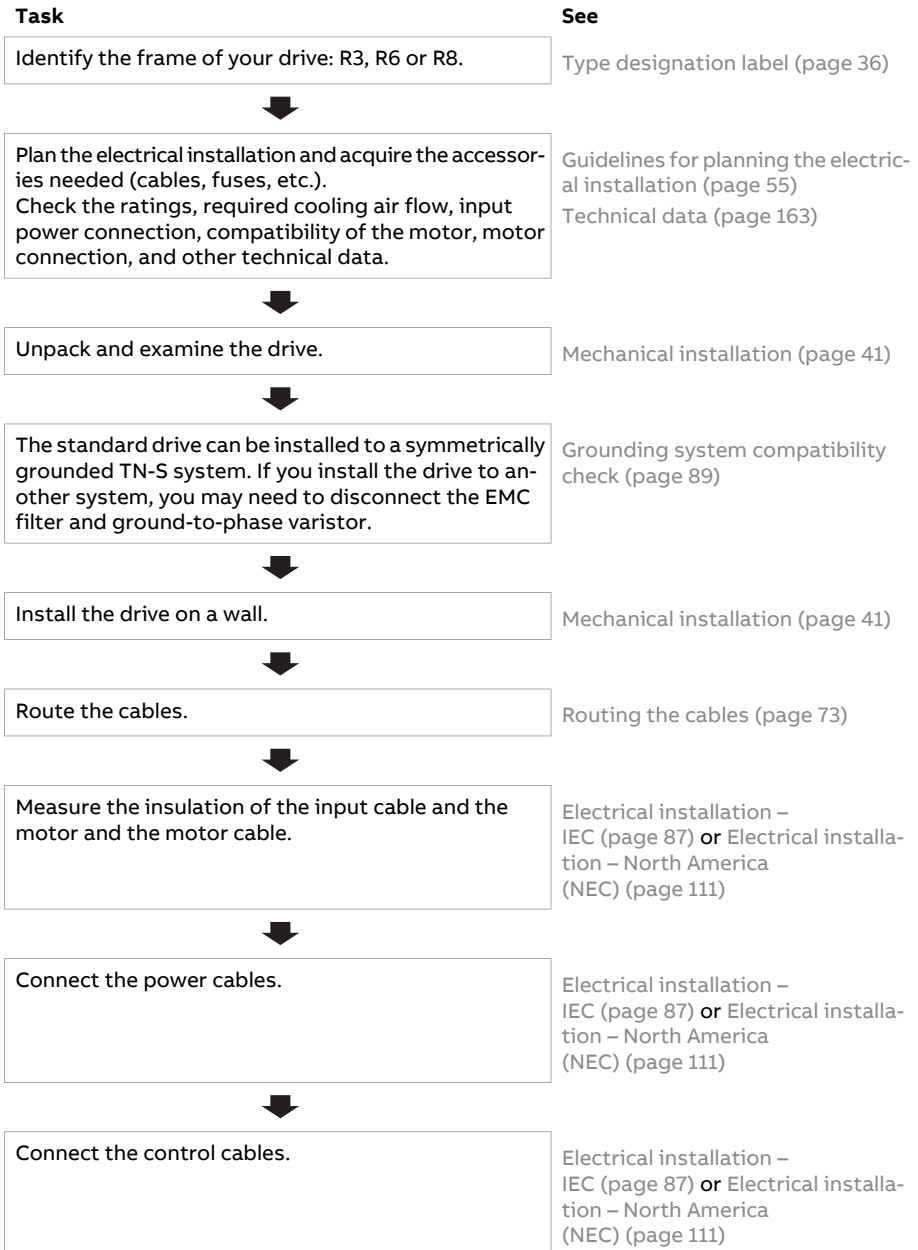 Task See
Identify the frame of your drive: R3, R6 or R8.
Type designation label (page 36)
Plan the electrical installation and acquire the accessor-
ies needed (cables, fuses, etc.).
Check the ratings, required cooling air flow, input
power connection, compatibility of the motor, motor
connection, and other technical data.
Guidelines for planning the electric-
al installation (page 55)
Technical data (page 163)
Unpack and examine the drive.
Mechanical installation (page 41)
The standard drive can be installed to a symmetrically
grounded TN-S system. If you install the drive to an-
other system, you may need to disconnect the EMC
filter and ground-to-phase varistor.
Grounding system compatibility
check (page 89)
Install the drive on a wall.
Mechanical installation (page 41)
Route the cables.
Routing the cables (page 73)
Measure the insulation of the input cable and the
motor and the motor cable.
Electrical installation –
IEC (page 87) or Electrical installa-
tion – North America
(NEC) (page 111)
Connect the power cables.
Electrical installation –
IEC (page 87) or Electrical installa-
tion – North America
(NEC) (page 111)
Connect the control cables.
Electrical installation –
IEC (page 87) or Electrical installa-
tion – North America
(NEC) (page 111)